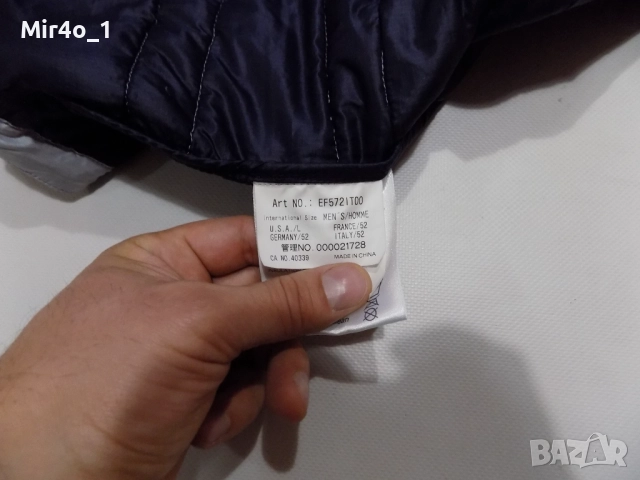 Mir4o_1
Art NO.: EF572IT00
International Size MEN S/HOMME
U.S.A./L FRANCE/52
GERMANY/52 ITALY/52
管理NO. 000021728
CA NO.40339 MADE IN CHINA
BAZAR